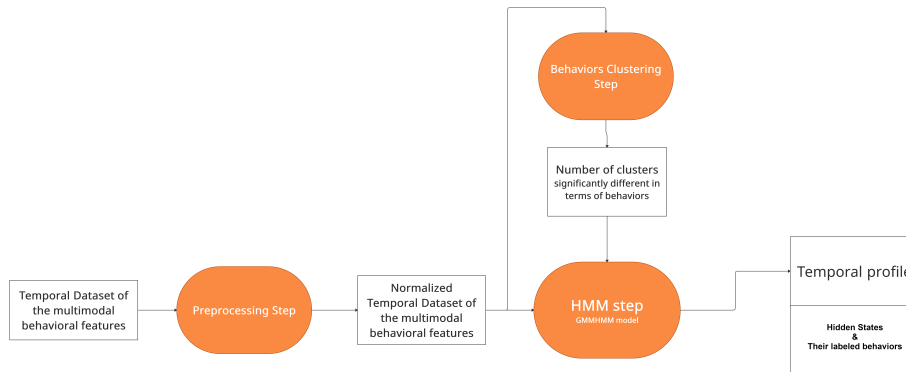 Behaviors Clustering
Step
Number of clusters
significantly different in
terms of behaviors
Temporal Dataset of
the multimodal
behavioral features
Preprocessing Step
Normalized
Temporal Dataset of
the multimodal
behavioral features
HMM step
GMMHMM model
Temporal profile
Hidden States
&
Their labeled behaviors